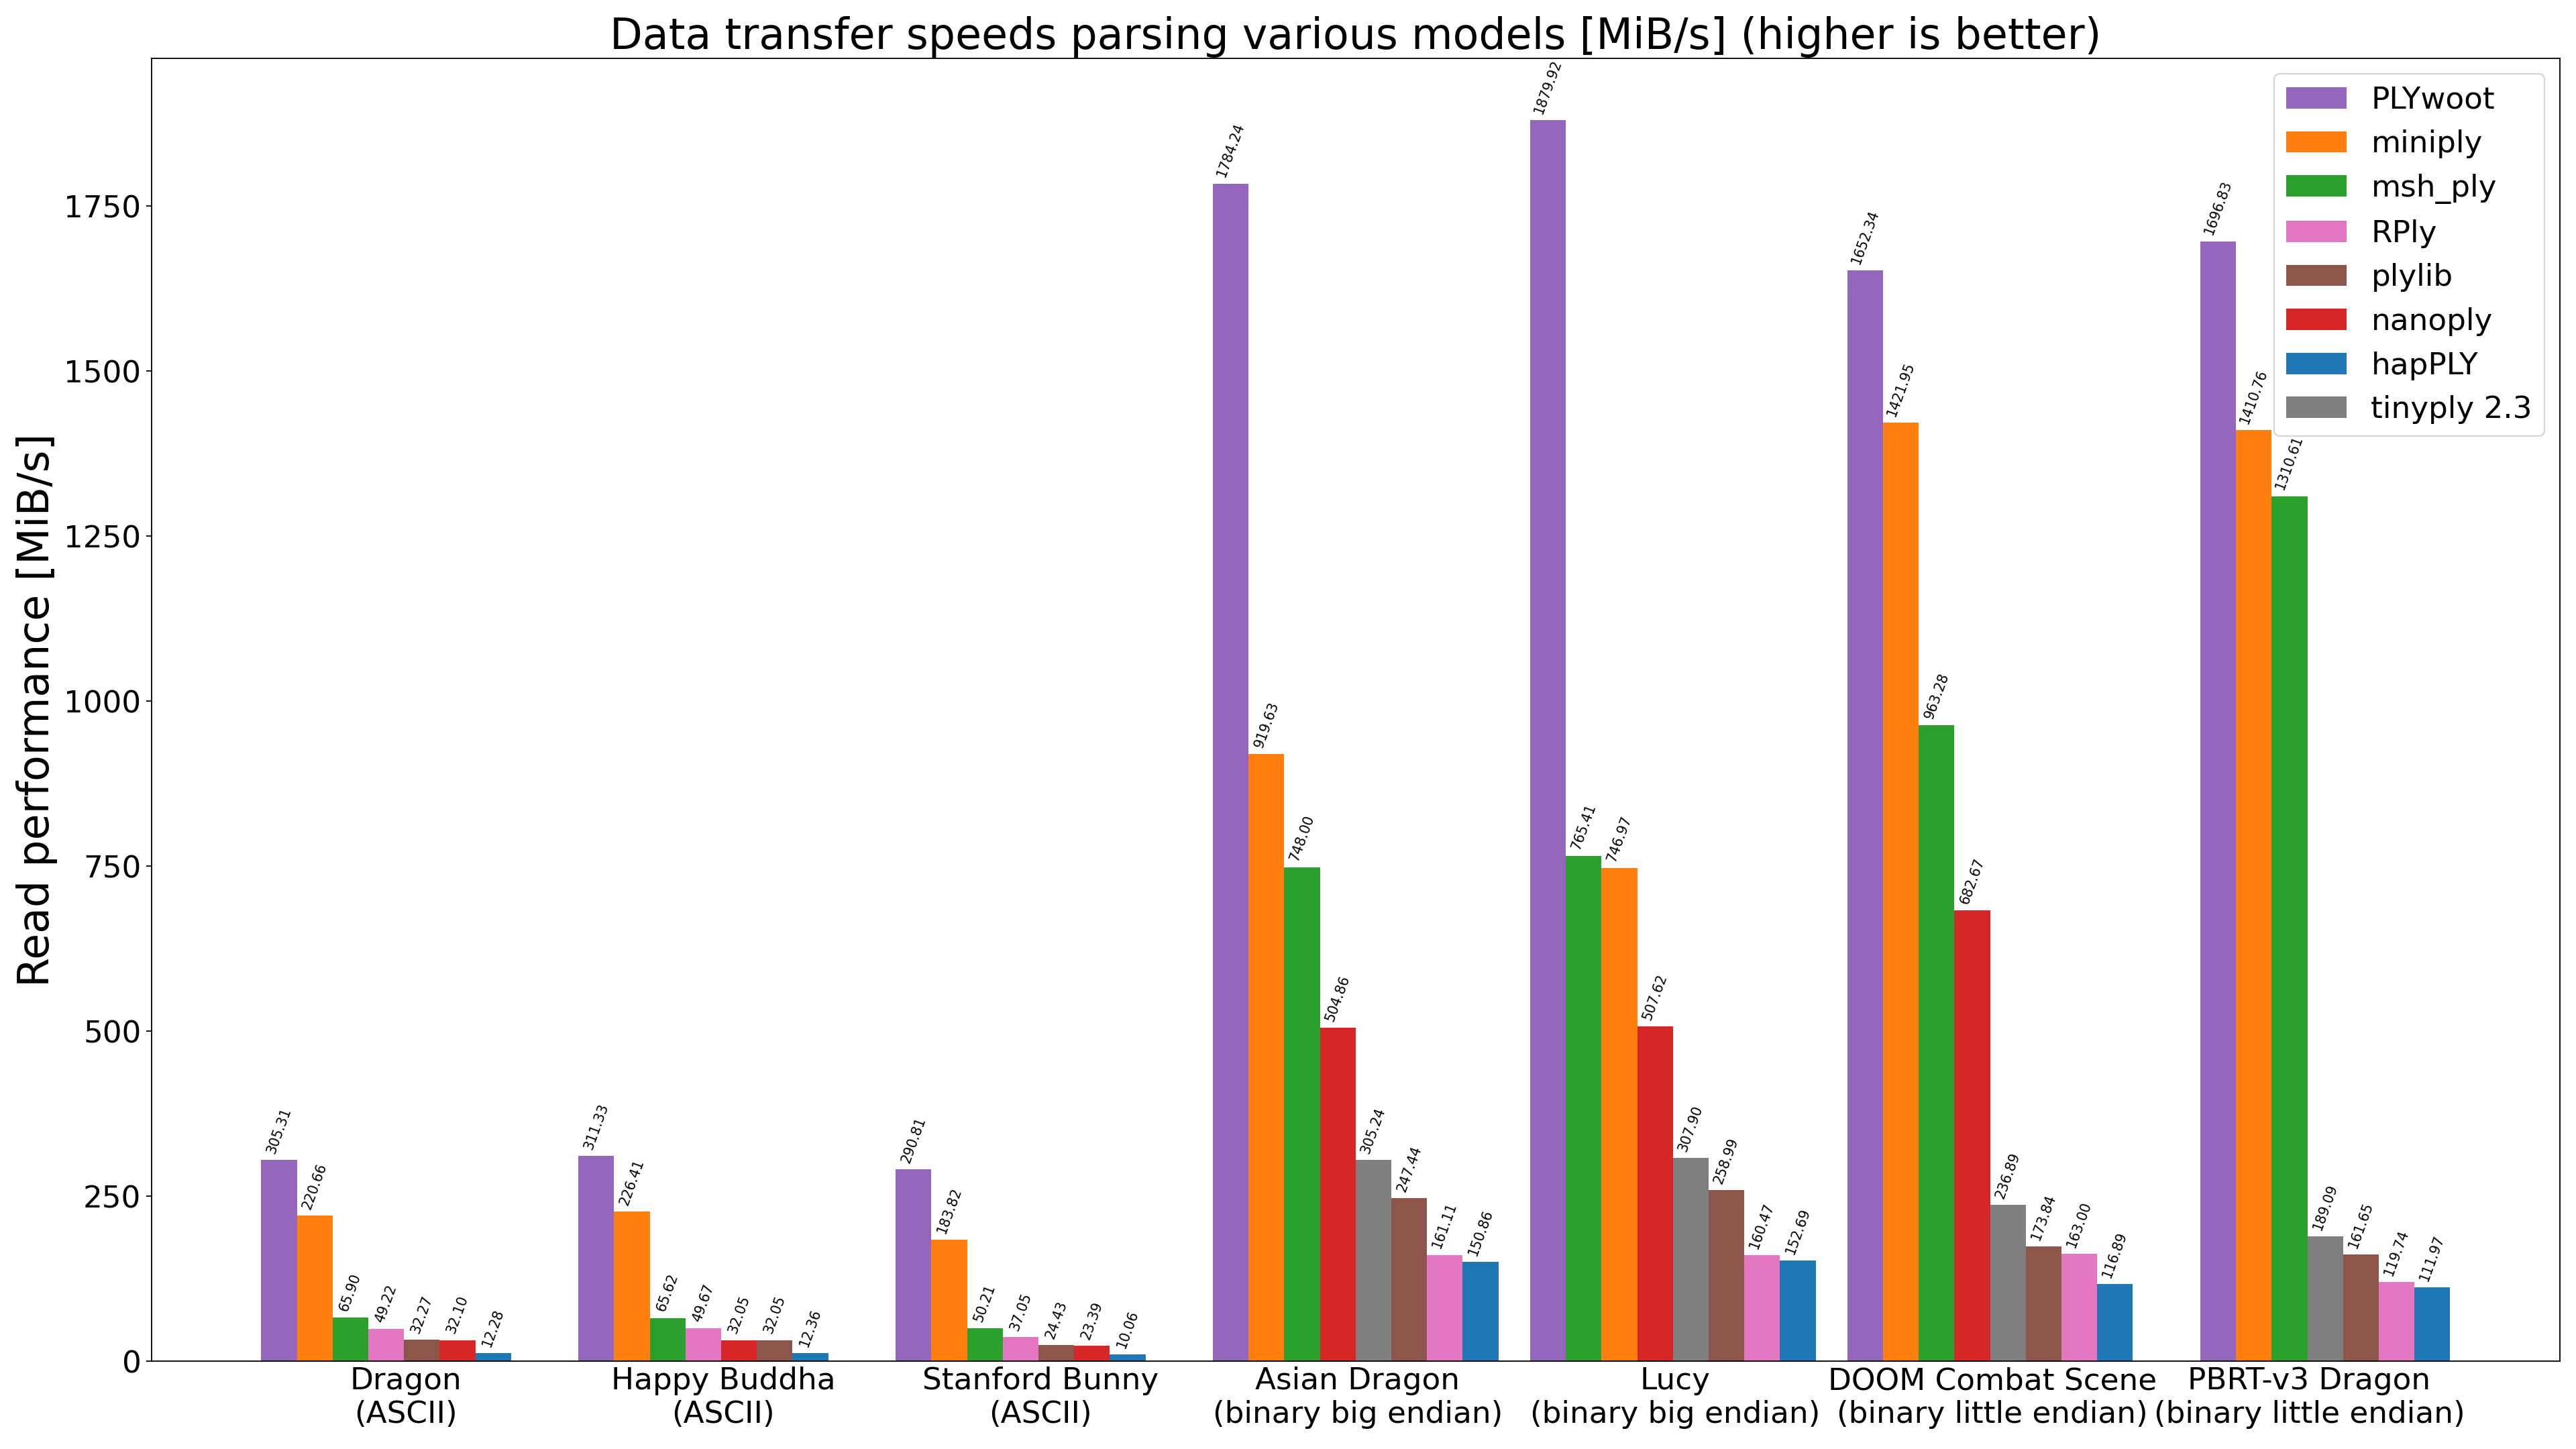 Data transfer speeds parsing various models [MiB/s] (higher is better)
Read performance [MiB/s]
1750
1500
1250
1000
750
500
250
0
PLYwoot
miniply
msh_ply
RPly
plylib
nanoply
hapPLY
tinyply 2.3
305.31
220.66
65.90
49.22
32.27
32.10
12.28
311.33
226.41
65.62
49.67
32.05
32.05
12.36
290.81
183.82
50.21
37.05
24.43
23.39
10.06
1784.24
919.63
748.00
504.86
305.24
247.44
161.11
150.86
1879.92
765.41
746.97
507.62
307.90
258.99
160.47
152.69
1652.34
1421.95
963.28
682.67
236.89
173.84
163.00
116.89
1696.83
1410.76
1310.61
189.09
161.65
119.74
111.97
Dragon
(ASCII)
Happy Buddha
(ASCII)
Stanford Bunny
(ASCII)
Asian Dragon
(binary big endian)
Lucy
(binary big endian)
DOOM Combat Scene
(binary little endian)
PBRT-v3 Dragon
(binary little endian)